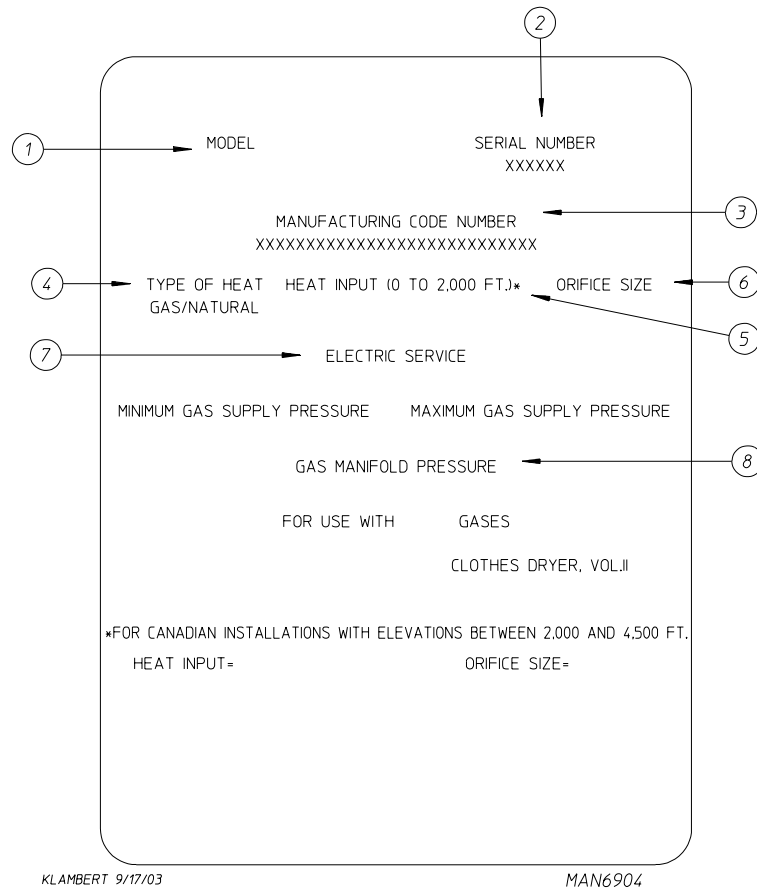 2
1
MODEL
SERIAL NUMBER
XXXXXX
3
MANUFACTURING CODE NUMBER
XXXXXXXXXXXXXXXXXXXXXXXXXXXX
4
TYPE OF HEAT
GAS/NATURAL
HEAT INPUT (0 TO 2,000 FT.)*
ORIFICE SIZE
6
5
7
ELECTRIC SERVICE
MINIMUM GAS SUPPLY PRESSURE
MAXIMUM GAS SUPPLY PRESSURE
GAS MANIFOLD PRESSURE
8
FOR USE WITH GASES
CLOTHES DRYER, VOL.II
*FOR CANADIAN INSTALLATIONS WITH ELEVATIONS BETWEEN 2,000 AND 4,500 FT.
HEAT INPUT=
ORIFICE SIZE=
KLAMBERT 9/17/03
MAN6904